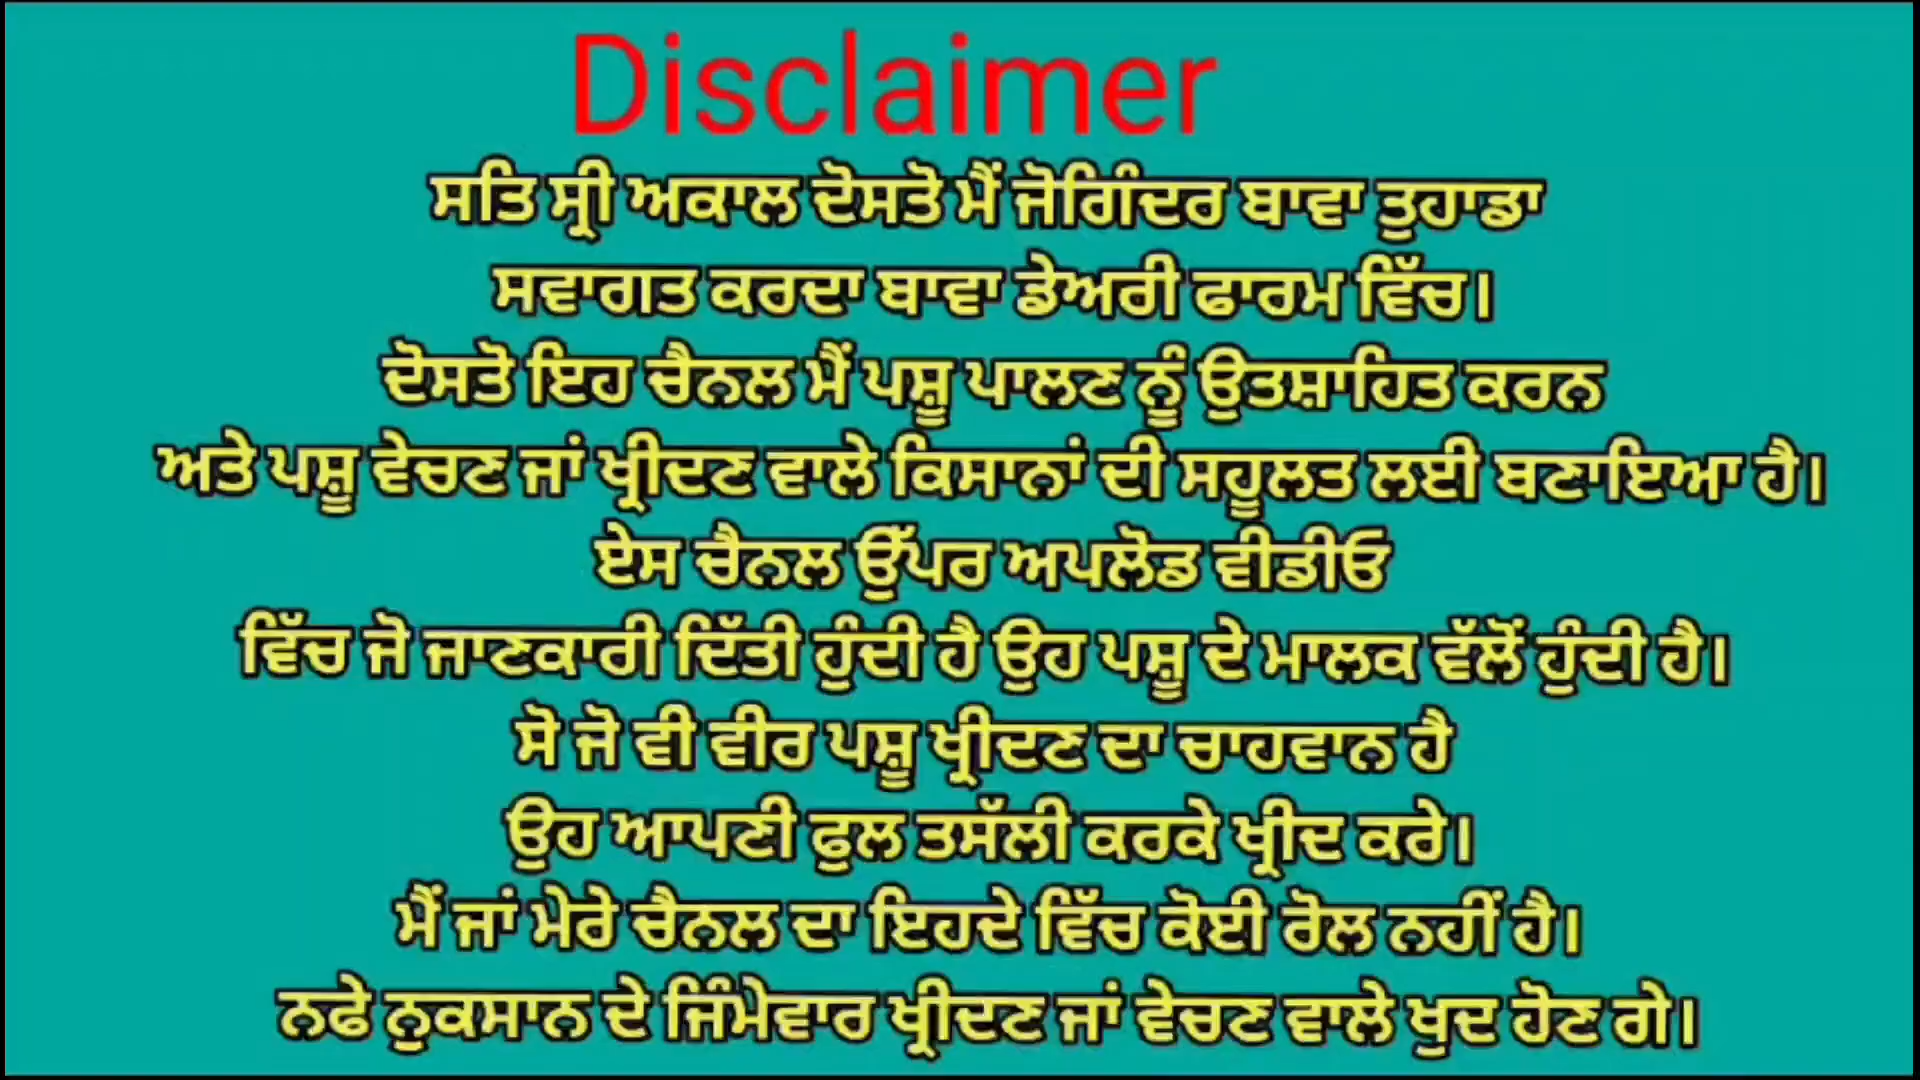 Disclaimer
ਸਤਿ ਸ੍ਰੀ ਅਕਾਲ ਦੋਸਤੋ ਮੈਂ ਜੋਗਿੰਦਰ ਬਾਵਾ ਤੁਹਾਡਾ
ਸਵਾਗਤ ਕਰਦਾ ਬਾਵਾ ਡੇਅਰੀ ਫਾਰਮ ਵਿੱਚ।
ਦੋਸਤੋ ਇਹ ਚੈਨਲ ਮੈਂ ਪਸ਼ੂ ਪਾਲਣ ਨੂੰ ਉਤਸ਼ਾਹਿਤ ਕਰਨ
ਅਤੇ ਪਸ਼ੂ ਵੇਚਣ ਜਾਂ ਖ੍ਰੀਦਣ ਵਾਲੇ ਕਿਸਾਨਾਂ ਦੀ ਸਹੂਲਤ ਲਈ ਬਣਾਇਆ ਹੈ।
ਏਸ ਚੈਨਲ ਉੱਪਰ ਅਪਲੋਡ ਵੀਡੀਓ
ਵਿੱਚ ਜੋ ਜਾਣਕਾਰੀ ਦਿੱਤੀ ਹੁੰਦੀ ਹੈ ਉਹ ਪਸ਼ੂ ਦੇ ਮਾਲਕ ਵੱਲੋਂ ਹੁੰਦੀ ਹੈ।
ਸੋ ਜੋ ਵੀ ਵੀਰ ਪਸ਼ੂ ਖ੍ਰੀਦਣ ਦਾ ਚਾਹਵਾਨ ਹੈ
ਉਹ ਆਪਣੀ ਫੁਲ ਤਸੱਲੀ ਕਰਕੇ ਖ੍ਰੀਦ ਕਰੇ।
ਮੈਂ ਜਾਂ ਮੇਰੇ ਚੈਨਲ ਦਾ ਇਹਦੇ ਵਿੱਚ ਕੋਈ ਰੋਲ ਨਹੀਂ ਹੈ।
ਨਫੇ ਨੁਕਸਾਨ ਦੇ ਜਿੰਮੇਵਾਰ ਖ੍ਰੀਦਣ ਜਾਂ ਵੇਚਣ ਵਾਲੇ ਖੁਦ ਹੋਣ ਗੇ।